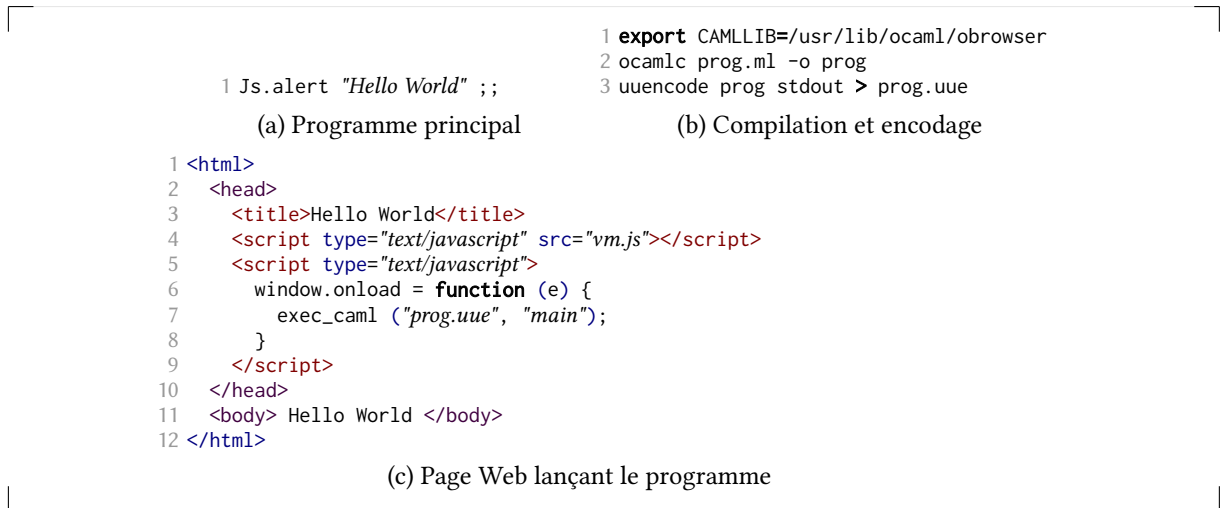 1 Js.alert "Hello World" ;;
(a) Programme principal
1 export CAMLLIB=/usr/lib/ocaml/obrowser
2 ocamlc prog.ml -o prog
3 uuencode prog stdout > prog.uue
(b) Compilation et encodage
1 <html>
2 <head>
3 <title>Hello World</title>
4 <script type="text/javascript" src="vm.js"></script>
5 <script type="text/javascript">
6 window.onload = function (e) {
7 exec_caml ("prog.uue", "main");
8 }
9 </script>
10 </head>
11 <body> Hello World </body>
12 </html>
(c) Page Web lançant le programme